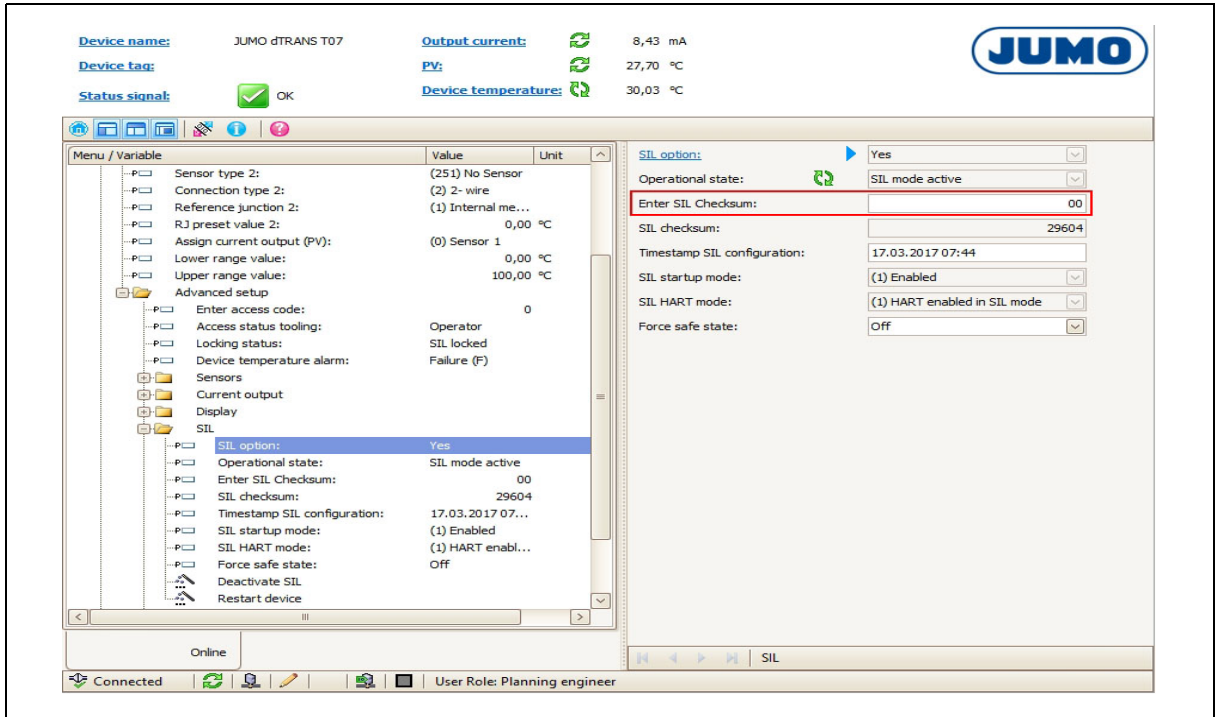 Device name: JUMO dTRANS T07 Output current: 8,43 mA
Device tag: PV: 27,70 °C
Status signal: OK Device temperature: 30,03 °C
JUMO
Menu / Variable Value Unit
Sensor type 2: (251) No Sensor
Connection type 2: (2) 2- wire
Reference junction 2: (1) Internal me...
RJ preset value 2: 0,00 °C
Assign current output (PV): (0) Sensor 1
Lower range value: 0,00 °C
Upper range value: 100,00 °C
Advanced setup
Enter access code: 0
Access status tooling: Operator
Locking status: SIL locked
Device temperature alarm: Failure (F)
Sensors
Current output
Display
SIL
SIL option: Yes
Operational state: SIL mode active
Enter SIL Checksum: 00
SIL checksum: 29604
Timestamp SIL configuration: 17.03.2017 07...
SIL startup mode: (1) Enabled
SIL HART mode: (1) HART enabl...
Force safe state: Off
Deactivate SIL
Restart device
Online
SIL option: Yes
Operational state: SIL mode active
Enter SIL Checksum: 00
SIL checksum: 29604
Timestamp SIL configuration: 17.03.2017 07:44
SIL startup mode: (1) Enabled
SIL HART mode: (1) HART enabled in SIL mode
Force safe state: Off
SIL
Connected User Role: Planning engineer